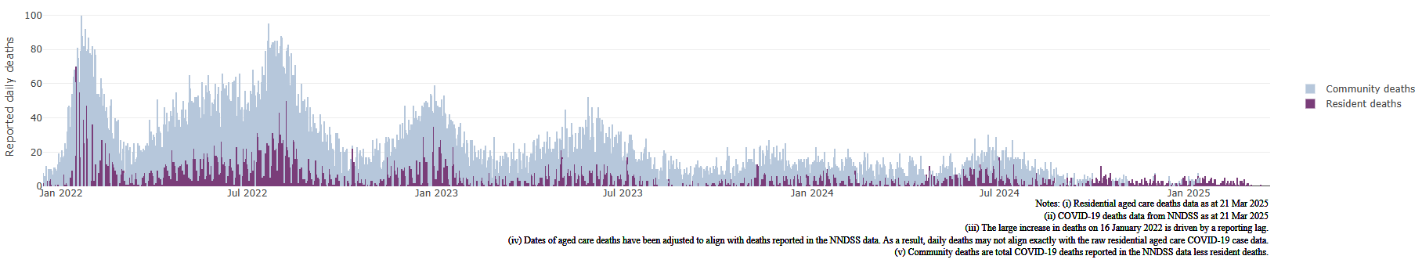 Reported daily deaths
100
80
60
40
20
0
Jan 2022 Jul 2022 Jan 2023 Jul 2023 Jan 2024 Jul 2024 Jan 2025
Community deaths
Resident deaths
Notes: (i) Residential aged care deaths data as at 21 Mar 2025
(ii) COVID-19 deaths data from NNDSS as at 21 Mar 2025
(iii) The large increase in deaths on 16 January 2022 is driven by a reporting lag.
(iv) Dates of aged care deaths have been adjusted to align with deaths reported in the NNDSS data. As a result, daily deaths may not align exactly with the raw residential aged care COVID-19 case data.
(v) Community deaths are total COVID-19 deaths reported in the NNDSS data less resident deaths.